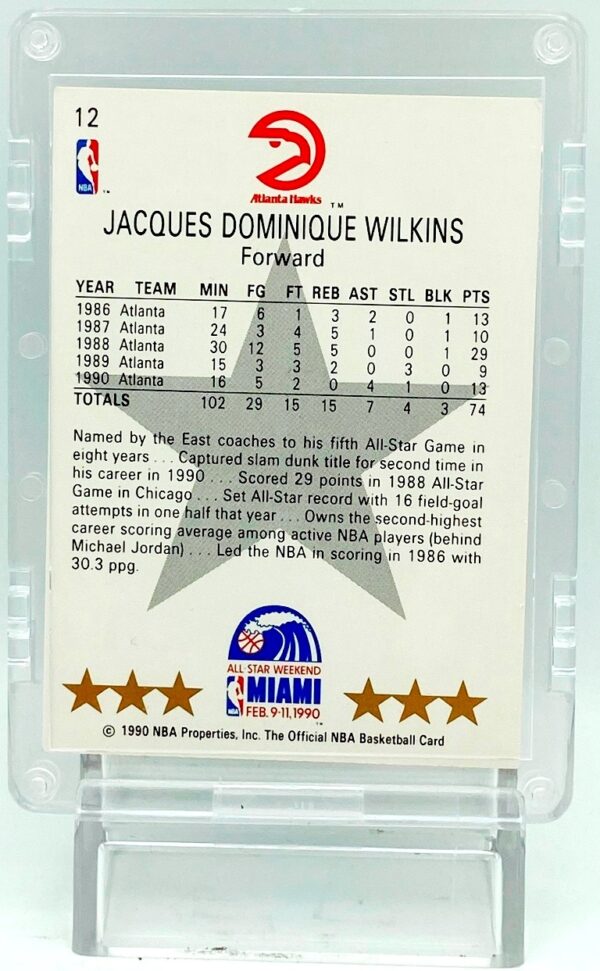 12
NBA
Atlanta Hawks ™
JACQUES DOMINIQUE WILKINS
Forward
YEAR TEAM MIN FG FT REB AST STL BLK PTS
1986 Atlanta 17 6 1 3 2 0 1 13
1987 Atlanta 24 3 4 5 1 0 1 10
1988 Atlanta 30 12 5 5 0 0 1 29
1989 Atlanta 15 3 3 2 0 3 0 9
1990 Atlanta 16 5 2 0 4 1 0 13
TOTALS 102 29 15 15 7 4 3 74
Named by the East coaches to his fifth All-Star Game in
eight years . . . Captured slam dunk title for second time in
his career in 1990 . . . Scored 29 points in 1988 All-Star
Game in Chicago . . . Set All-Star record with 16 field-goal
attempts in one half that year . . . Owns the second-highest
career scoring average among active NBA players (behind
Michael Jordan) . . . Led the NBA in scoring in 1986 with
30.3 ppg.
ALL-STAR WEEKEND
MIAMI
FEB. 9-11, 1990
© 1990 NBA Properties, Inc. The Official NBA Basketball Card